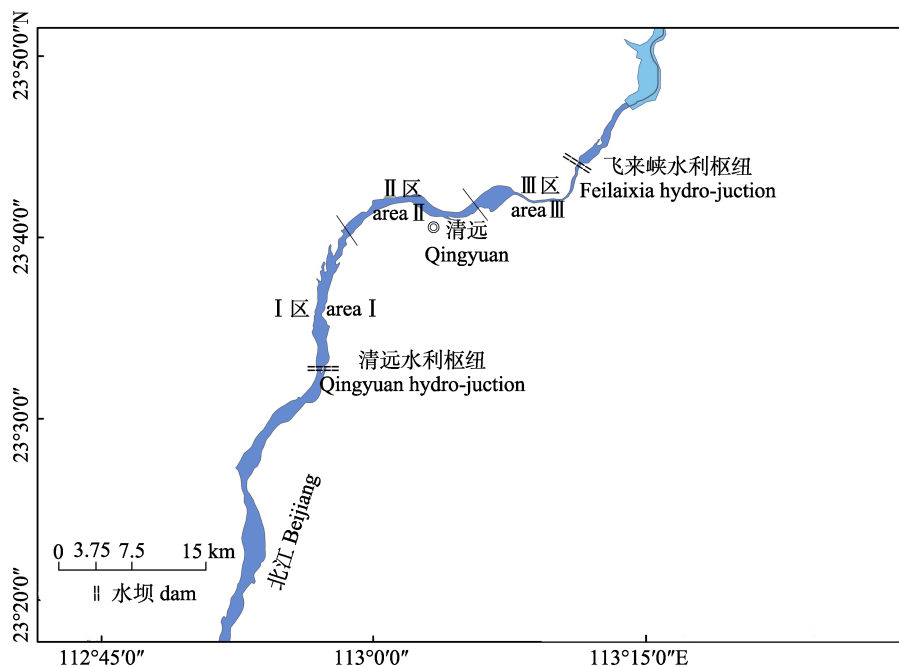 23°50′0″N
23°40′0″
23°30′0″
23°20′0″
飞来峡水利枢纽
Feilaixia hydro-juction
Ⅱ区
area Ⅱ
Ⅲ区
area Ⅲ
清远
Qingyuan
Ⅰ区 area Ⅰ
清远水利枢纽
Qingyuan hydro-juction
北江 Beijiang
0 3.75 7.5 15 km
水坝 dam
112°45′0″ 113°0′0″ 113°15′0″E